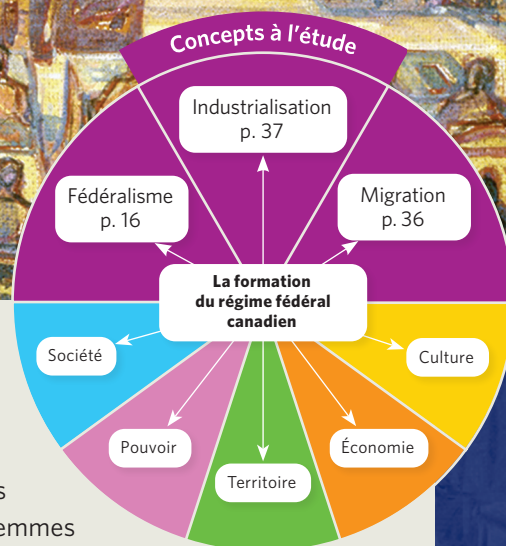 Concepts à l'étude
Industrialisation
p. 37
Fédéralisme
p. 16
Migration
p. 36
La formation
du régime fédéral
canadien
Société
Culture
Pouvoir
Économie
Territoire